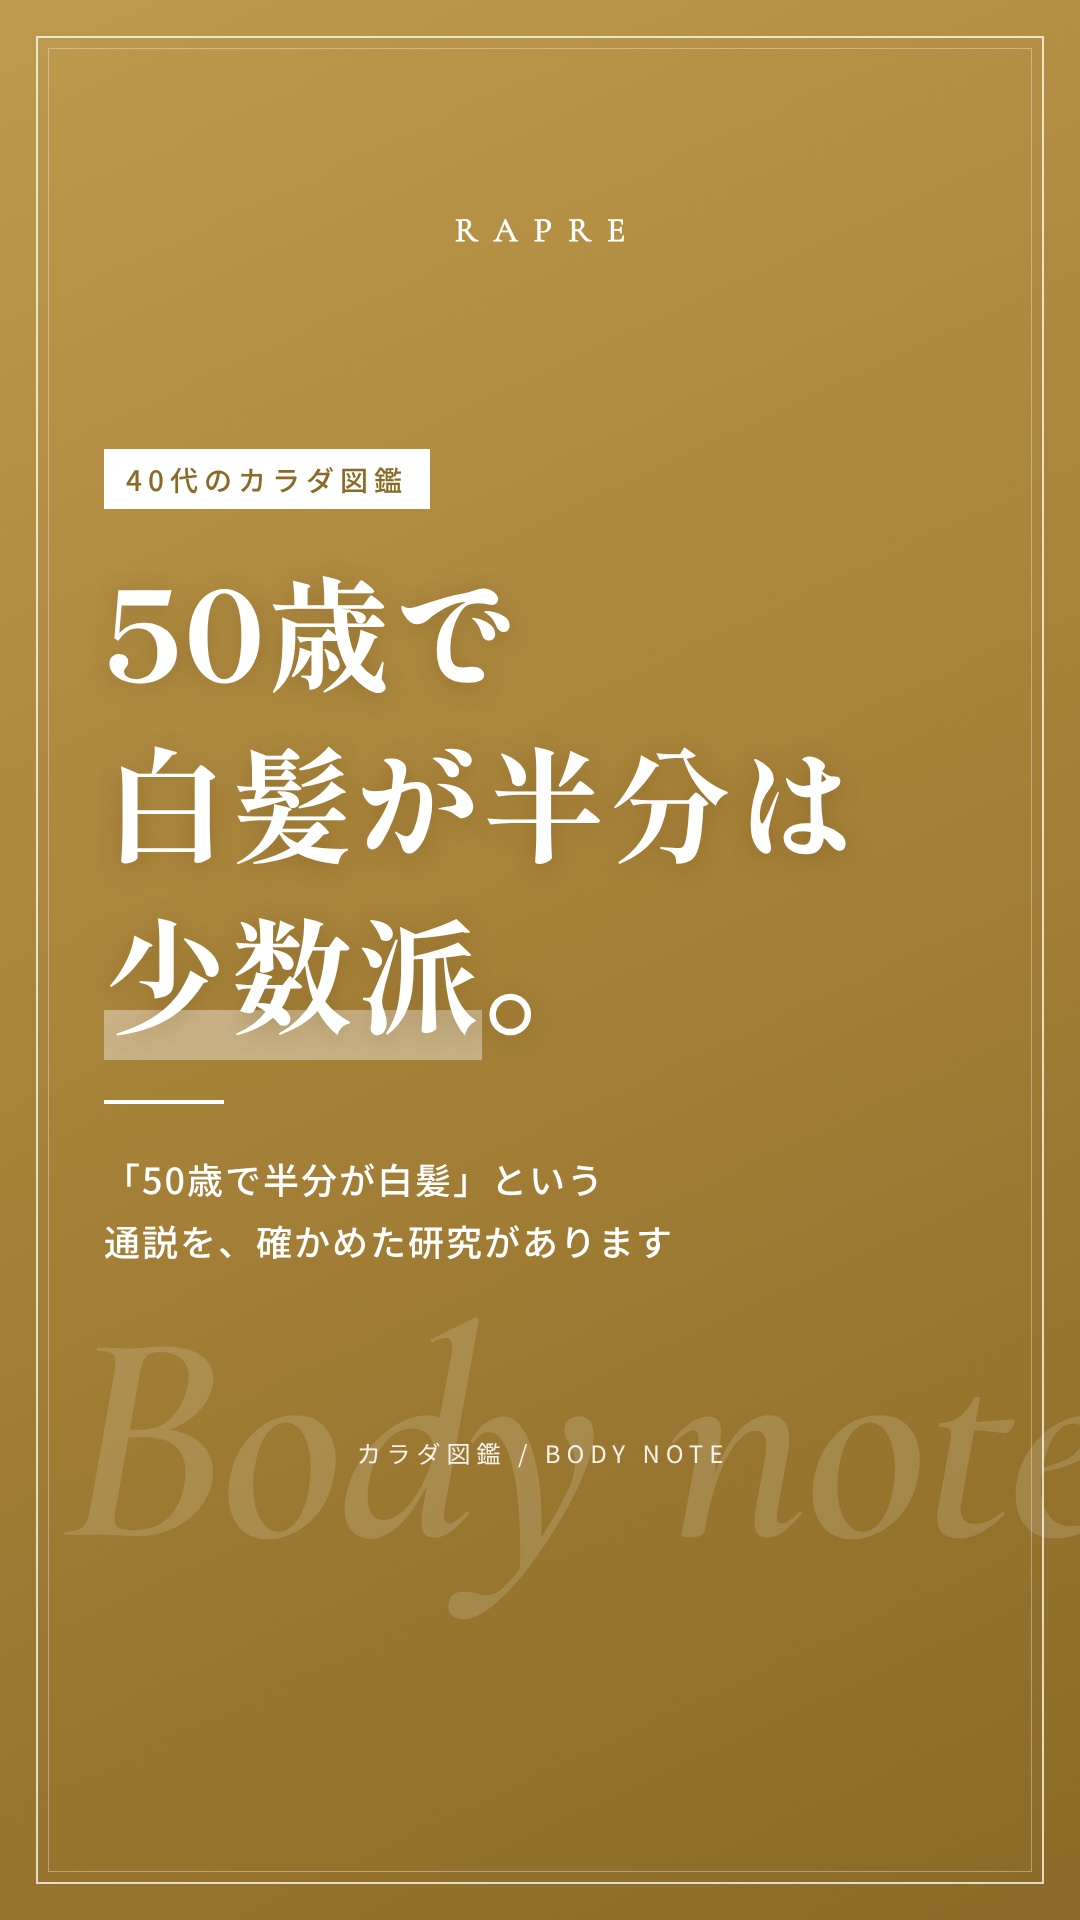 RAPRE
40代のカラダ図鑑
50歳で
白髪が半分は
少数派。
「50歳で半分が白髪」という
通説を、確かめた研究があります
Body note
カラダ図鑑 / BODY NOTE